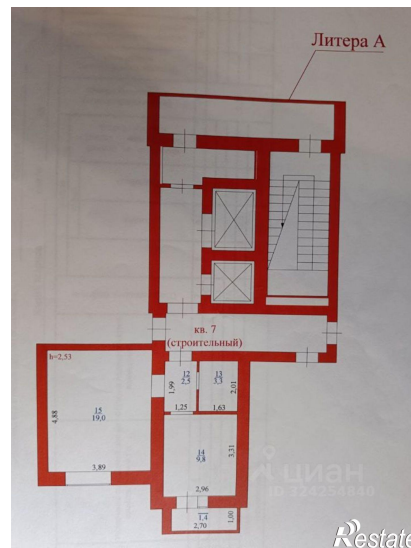 Литера А
кв. 7
(строительный)
h=2,53
12
2,5
13
3,3
1,99
2,01
1,25
1,63
15
19,0
4,88
3,89
14
9,8
3,31
2,96
1,4
2,70
1,00
циан
ID 324254840
Restate